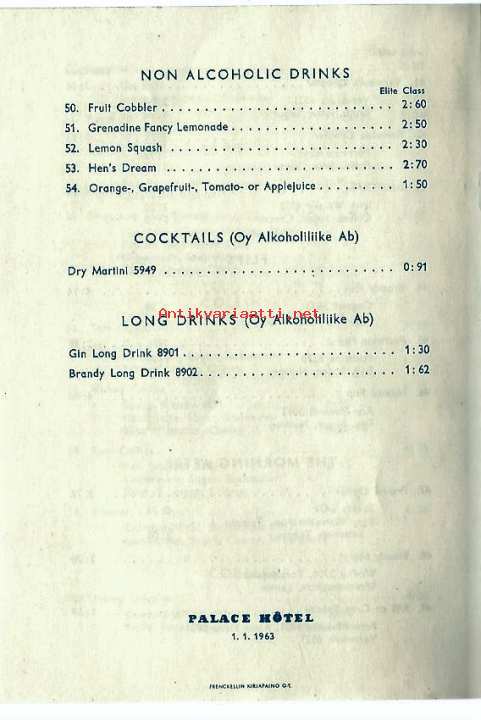 NON ALCOHOLIC DRINKS
Elite Class
50. Fruit Cobbler . . . . . . . . . . . . . . . . . . . . . . . . . . . 2:60
51. Grenadine Fancy Lemonade . . . . . . . . . . . . . . . . . . . 2:50
52. Lemon Squash . . . . . . . . . . . . . . . . . . . . . . . . . . 2:30
53. Hen's Dream . . . . . . . . . . . . . . . . . . . . . . . . . . . 2:70
54. Orange-, Grapefruit-, Tomato- or Applejuice . . . . . . . . . 1:50
COCKTAILS (Oy Alkoholiliike Ab)
Dry Martini 5949 . . . . . . . . . . . . . . . . . . . . . . . . . . . 0:91
Antikvariaatti.net
LONG DRINKS (Oy Alkoholiliike Ab)
Gin Long Drink 8901 . . . . . . . . . . . . . . . . . . . . . . . . . 1:30
Brandy Long Drink 8902 . . . . . . . . . . . . . . . . . . . . . . . 1:62
THE MORNING AFTER
PALACE HÔTEL
1. 1. 1963
FRENCKELLIN KIRJAPAINO O/Y.